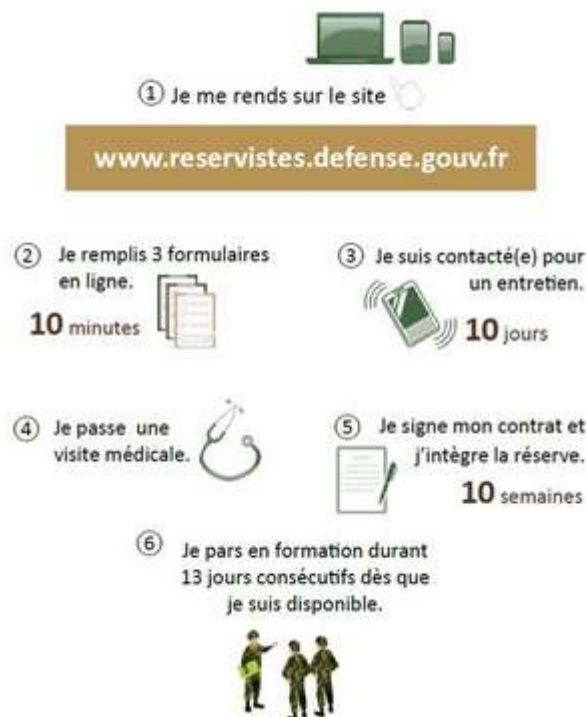 ① Je me rends sur le site
www.reservistes.defense.gouv.fr
② Je remplis 3 formulaires
en ligne.
10 minutes
③ Je suis contacté(e) pour
un entretien.
10 jours
④ Je passe une
visite médicale.
⑤ Je signe mon contrat et
j’intègre la réserve.
10 semaines
⑥ Je pars en formation durant
13 jours consécutifs dès que
je suis disponible.